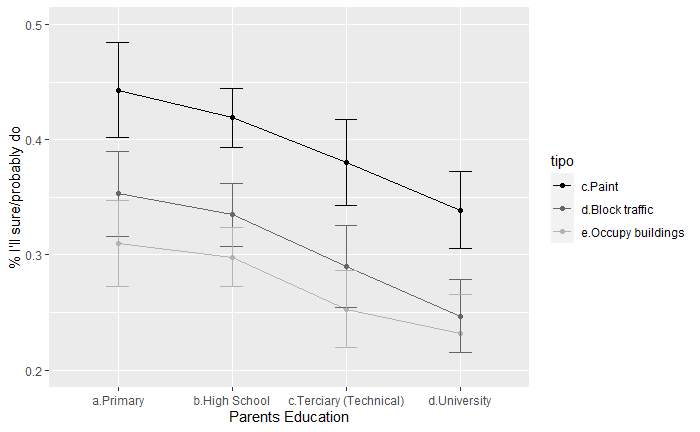 % I'll sure/probably do
0.5
0.4
0.3
0.2
a.Primary
b.High School
c.Terciary (Technical)
d.University
Parents Education
tipo
c.Paint
d.Block traffic
e.Occupy buildings